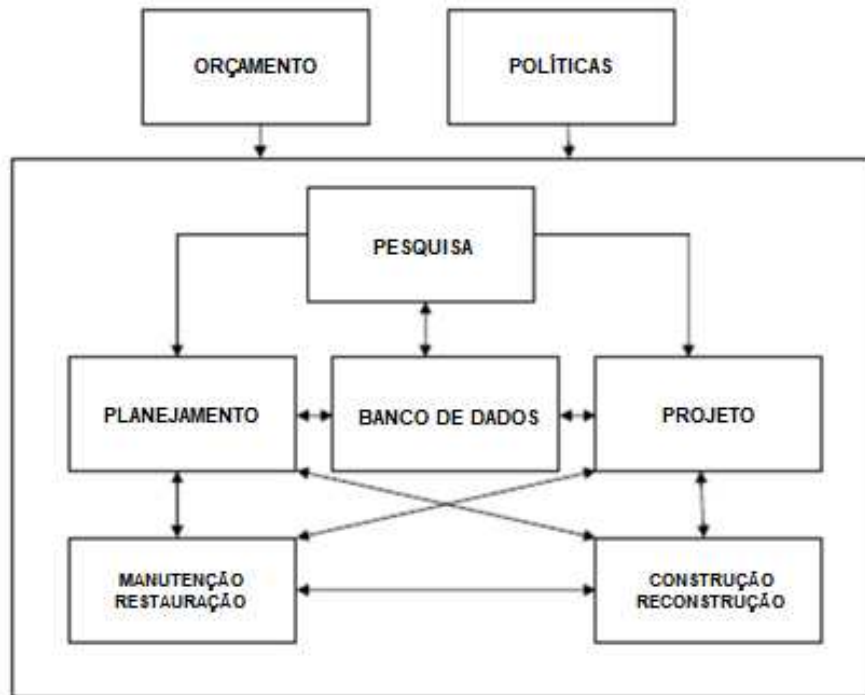 ORÇAMENTO
POLÍTICAS
PESQUISA
PLANEJAMENTO
BANCO DE DADOS
PROJETO
MANUTENÇÃO
RESTAURAÇÃO
CONSTRUÇÃO
RECONSTRUÇÃO